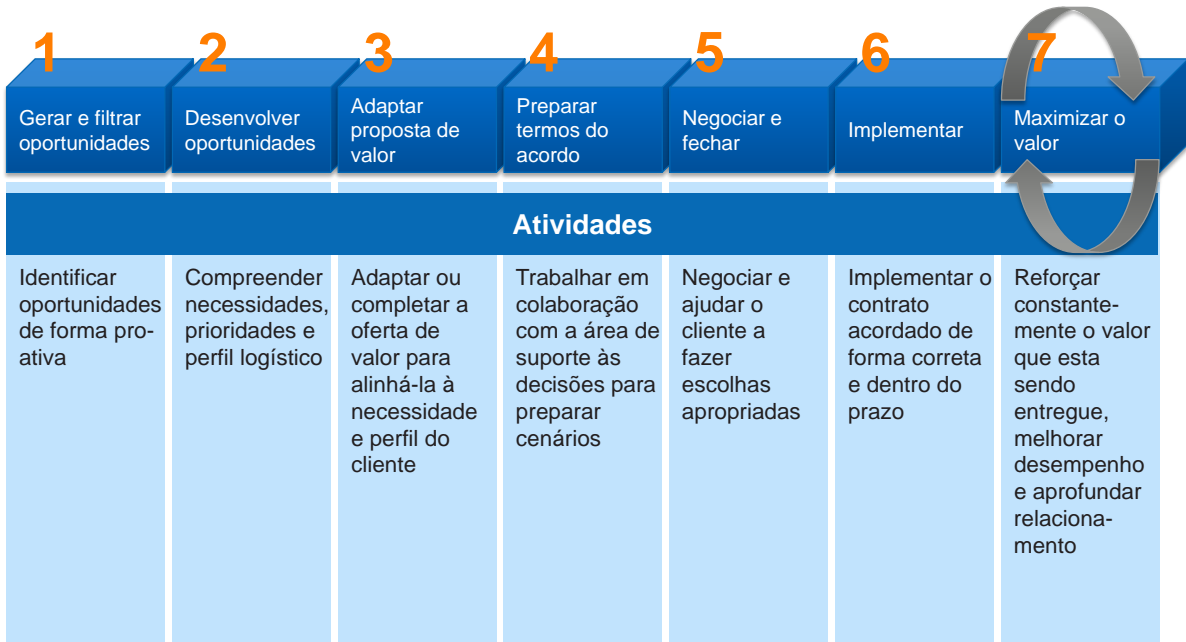 1
Gerar e filtrar
oportunidades
2
Desenvolver
oportunidades
3
Adaptar
proposta de
valor
4
Preparar
termos do
acordo
5
Negociar e
fechar
6
Implementar
7
Maximizar o
valor
Atividades
Identificar
oportunidades
de forma pro-
ativa
Compreender
necessidades,
prioridades e
perfil logístico
Adaptar ou
completar a
oferta de
valor para
alinhá-la à
necessidade
e perfil do
cliente
Trabalhar em
colaboração
com a área de
suporte às
decisões para
preparar
cenários
Negociar e
ajudar o
cliente a
fazer
escolhas
apropriadas
Implementar o
contrato
acordado de
forma correta
e dentro do
prazo
Reforçar
constante-
mente o valor
que esta
sendo
entregue,
melhorar
desempenho
e aprofundar
relaciona-
mento